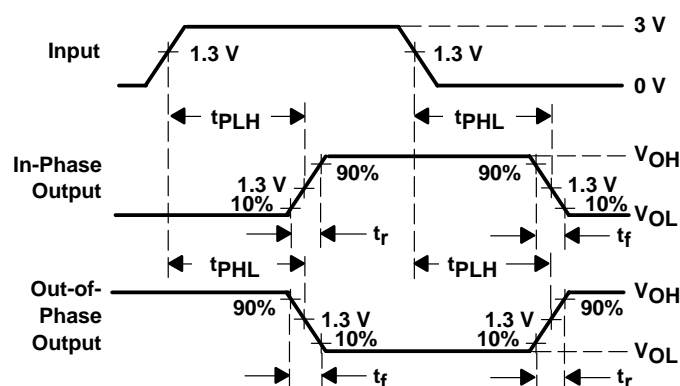 3 V
Input 1.3 V 1.3 V
0 V
tPLH tPHL
In-Phase Output 90% 90% VOH
1.3 V 1.3 V
10% 10% VOL
tr tf
tPHL tPLH
Out-of-Phase Output 90% 90% VOH
1.3 V 1.3 V
10% 10% VOL
tf tr